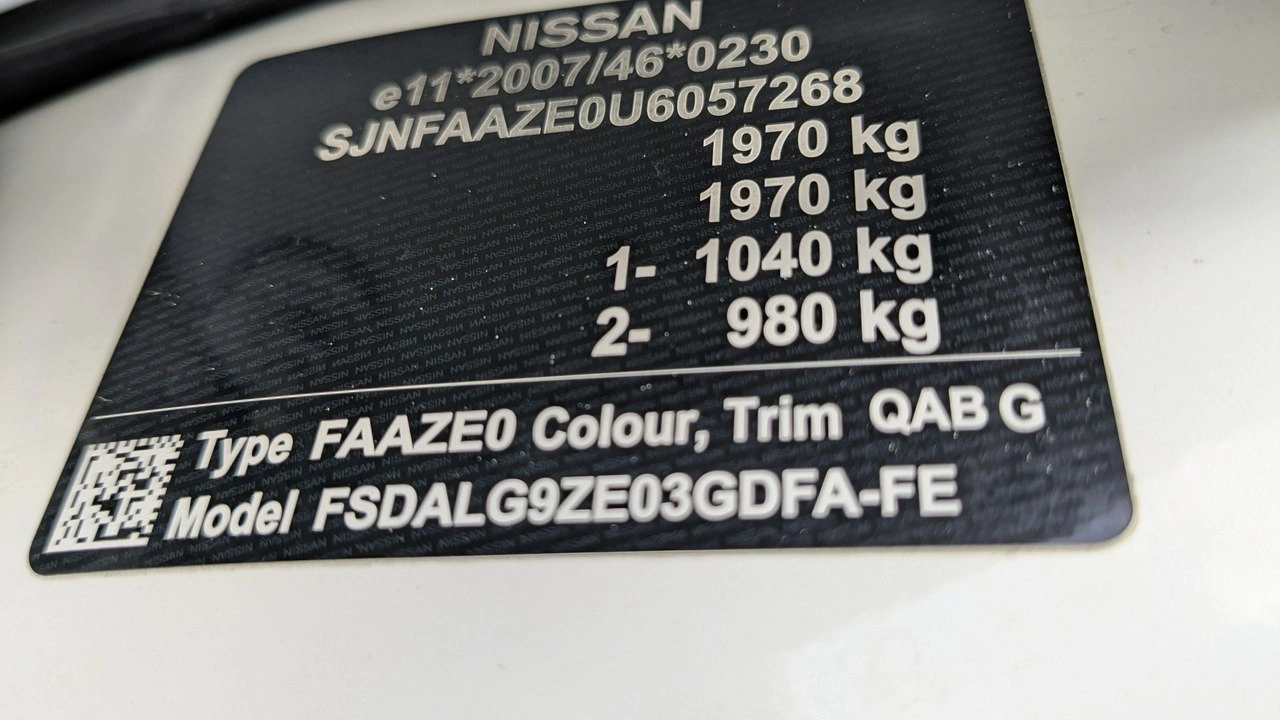 NISSAN
e11*2007/46*0230
SJNFAAZE0U6057268
1970 kg
1970 kg
1- 1040 kg
2- 980 kg
Type FAAZE0 Colour, Trim QAB G
Model FSDALG9ZE03GDFA-FE